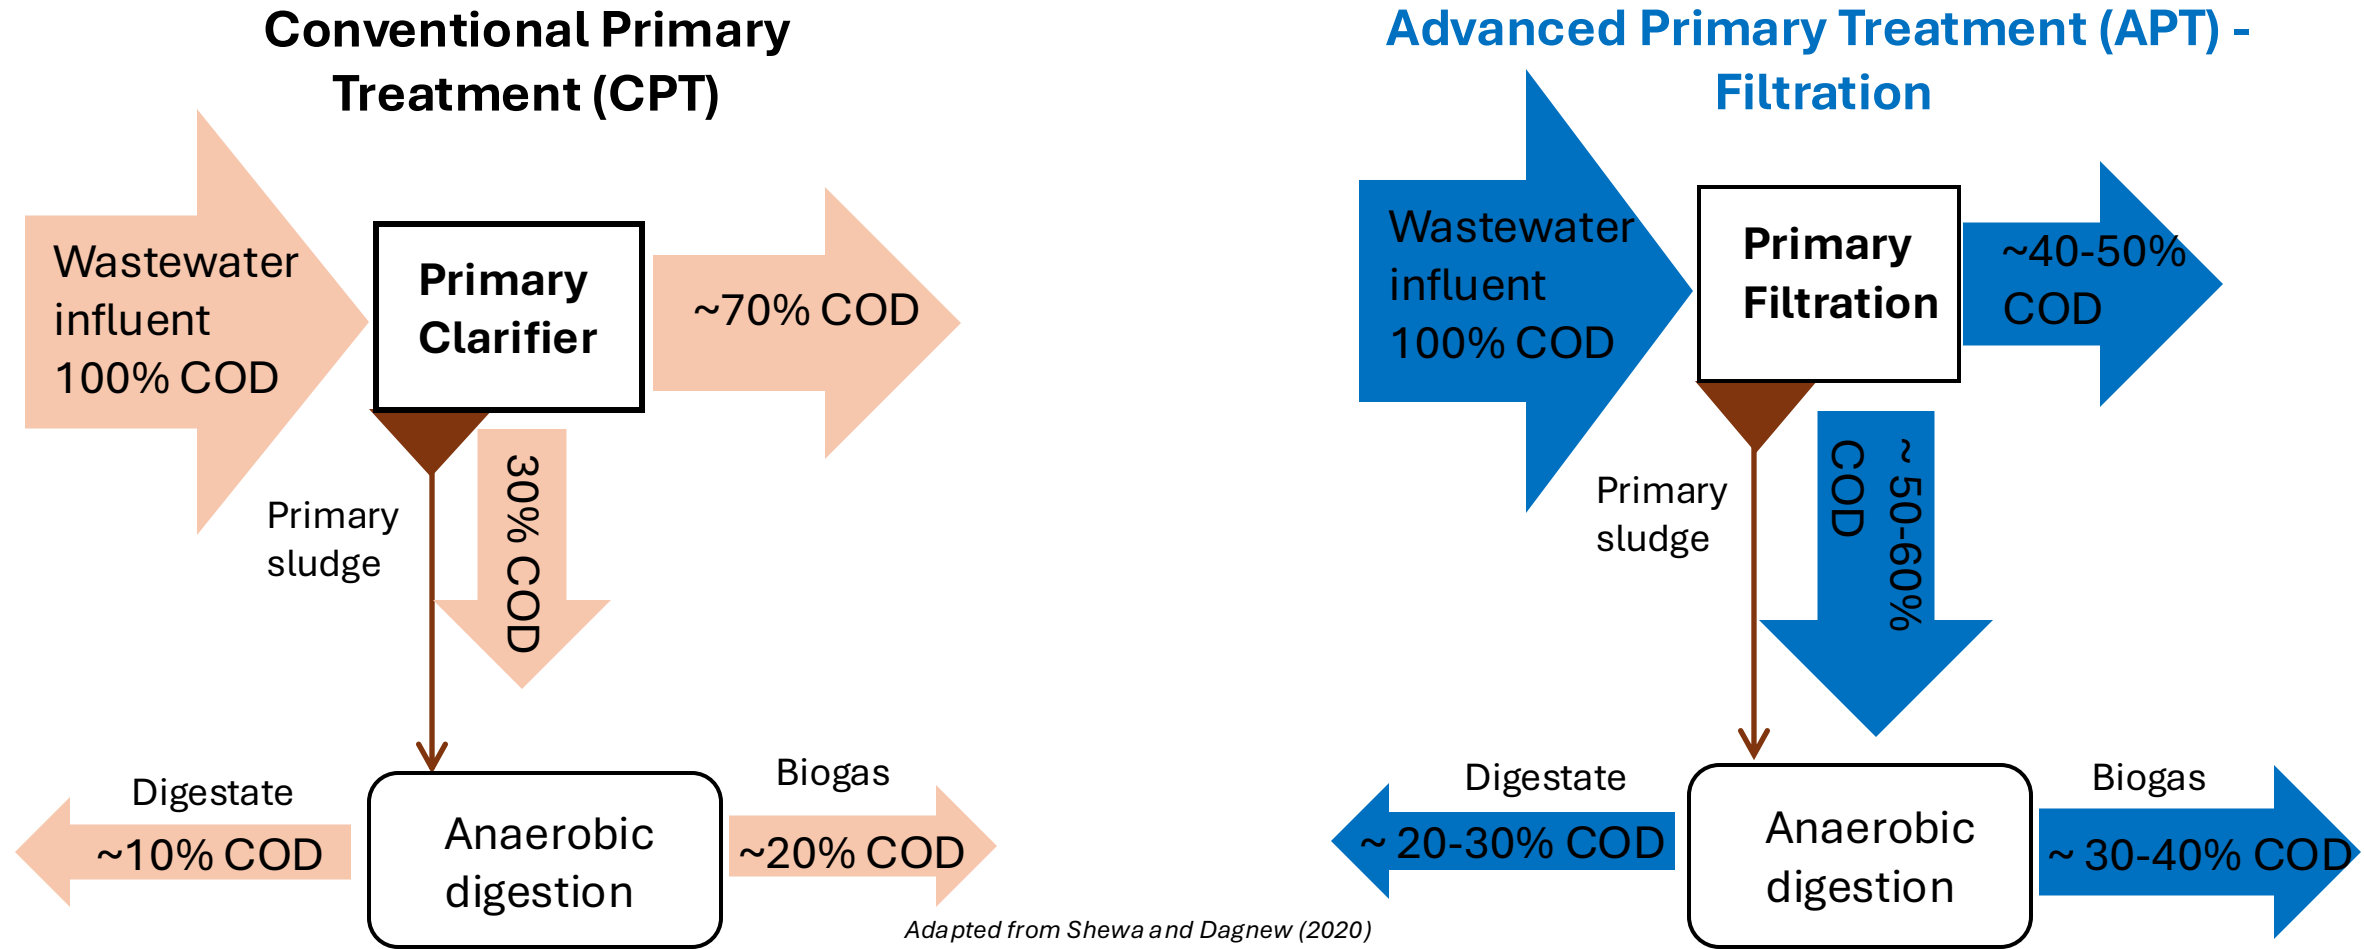 Conventional Primary
Treatment (CPT)
Wastewater
influent
100% COD
Primary
Clarifier
~70% COD
30% COD
Primary
sludge
Digestate
~10% COD
Anaerobic
digestion
Biogas
~20% COD
Advanced Primary Treatment (APT) -
Filtration
Wastewater
influent
100% COD
Primary
Filtration
~40-50%
COD
~ 50-60%
COD
Primary
sludge
Digestate
~ 20-30% COD
Anaerobic
digestion
Biogas
~ 30-40% COD
Adapted from Shewa and Dagnew (2020)